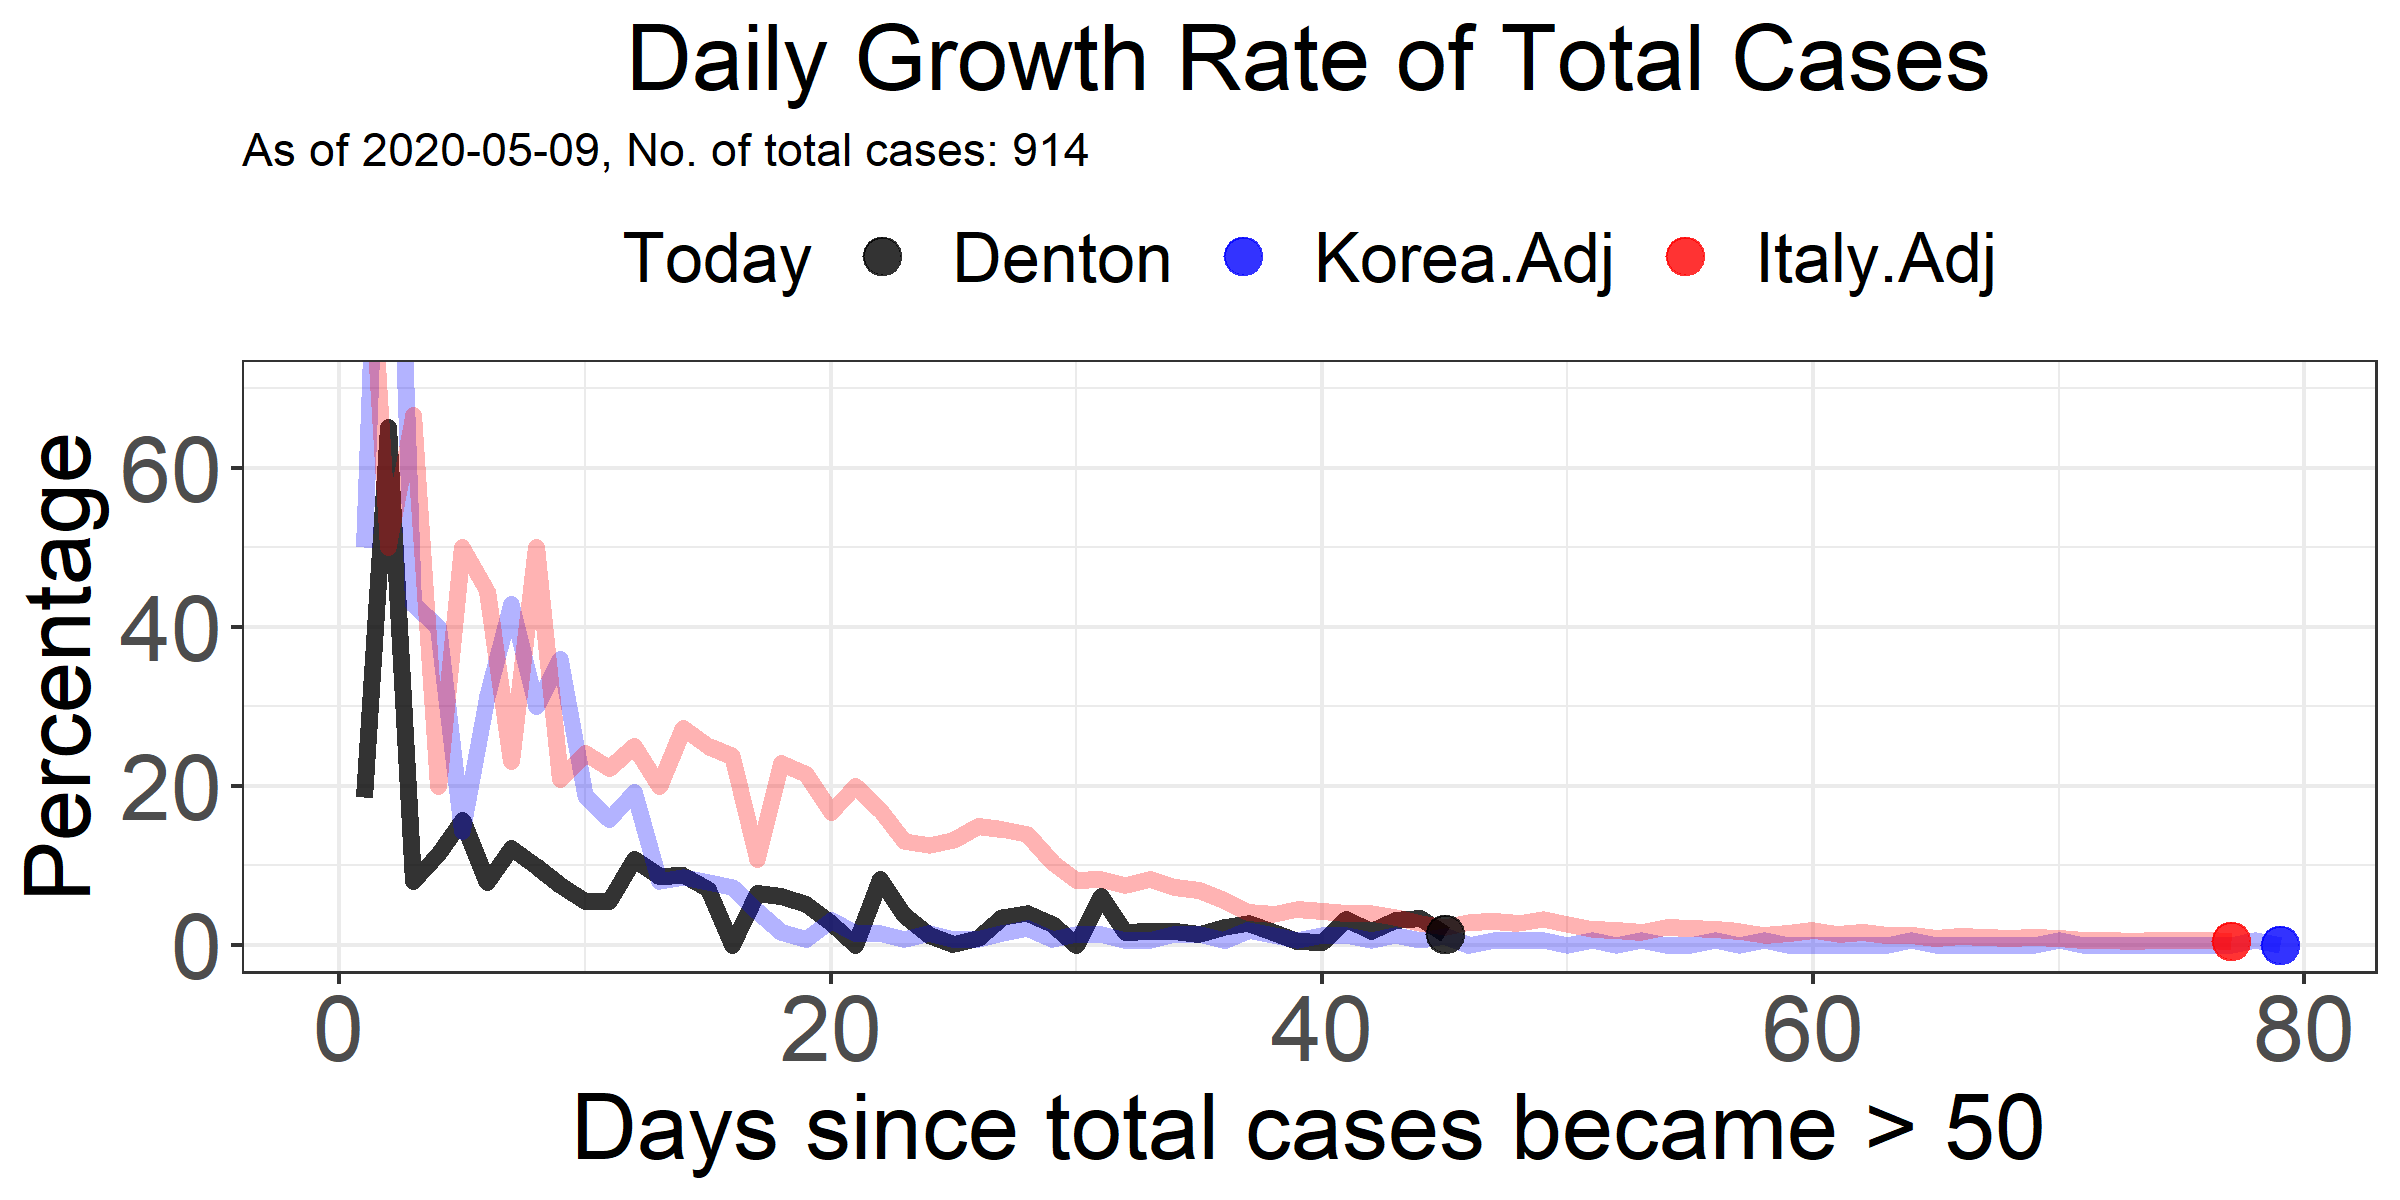 Daily Growth Rate of Total Cases
As of 2020-05-09, No. of total cases: 914
Today Denton Korea.Adj Italy.Adj
Percentage
60
40
20
0
0 20 40 60 80
Days since total cases became > 50